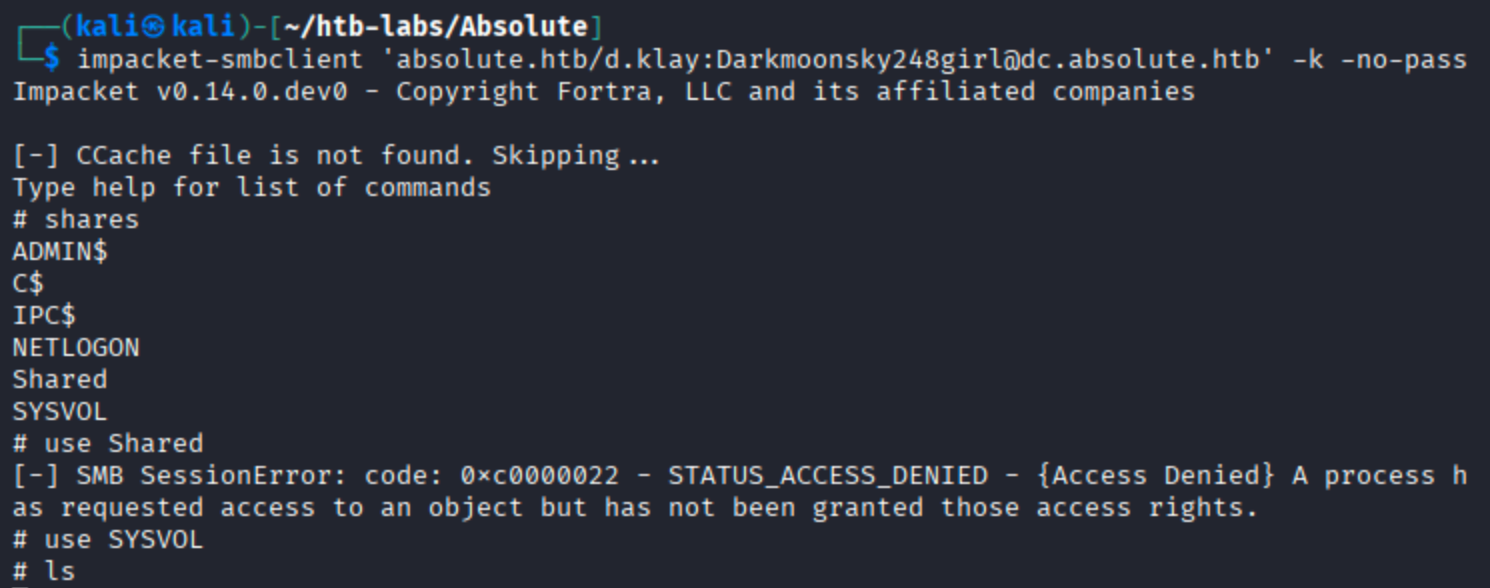 ┌──(kali㉿kali)-[~/htb-labs/Absolute]
└─$ impacket-smbclient 'absolute.htb/d.klay:Darkmoonsky248girl@dc.absolute.htb' -k -no-pass
Impacket v0.14.0.dev0 - Copyright Fortra, LLC and its affiliated companies
[-] CCache file is not found. Skipping...
Type help for list of commands
# shares
ADMIN$
C$
IPC$
NETLOGON
Shared
SYSVOL
# use Shared
[-] SMB SessionError: code: 0xc0000022 - STATUS_ACCESS_DENIED - {Access Denied} A process h
as requested access to an object but has not been granted those access rights.
# use SYSVOL
# ls